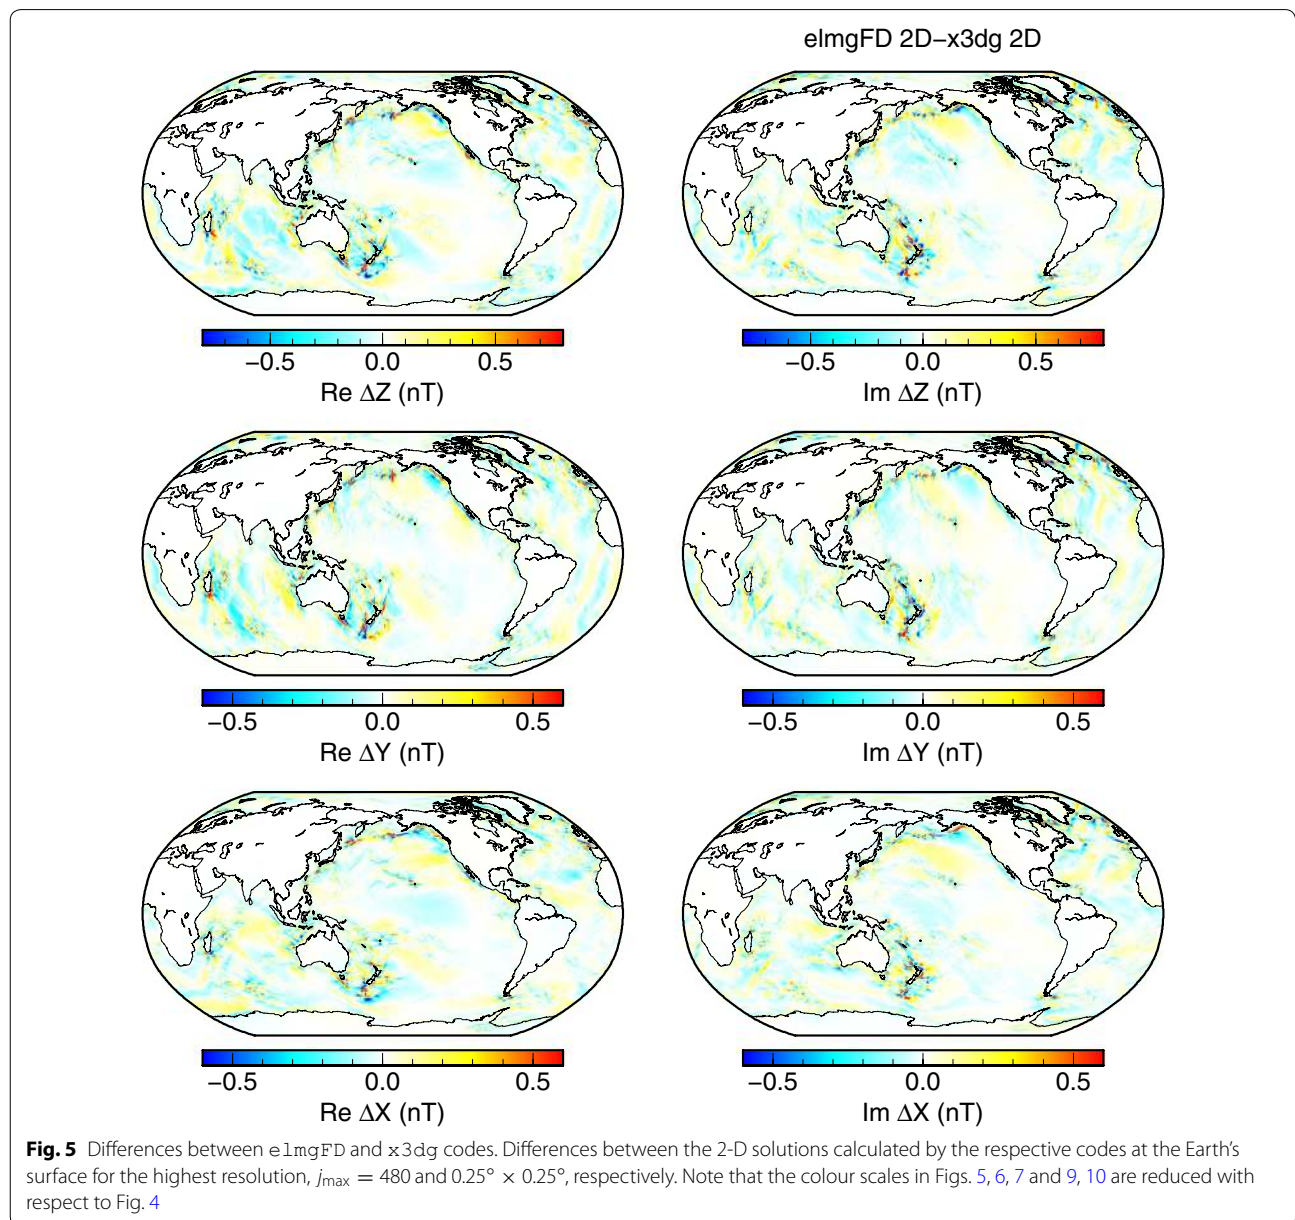 elmgFD 2D−x3dg 2D
−0.5 0.0 0.5
Re ΔZ (nT)
−0.5 0.0 0.5
Im ΔZ (nT)
−0.5 0.0 0.5
Re ΔY (nT)
−0.5 0.0 0.5
Im ΔY (nT)
−0.5 0.0 0.5
Re ΔX (nT)
−0.5 0.0 0.5
Im ΔX (nT)
Fig. 5 Differences between elmgFD and x3dg codes. Differences between the 2-D solutions calculated by the respective codes at the Earth's
surface for the highest resolution, jmax = 480 and 0.25° × 0.25°, respectively. Note that the colour scales in Figs. 5, 6, 7 and 9, 10 are reduced with
respect to Fig. 4